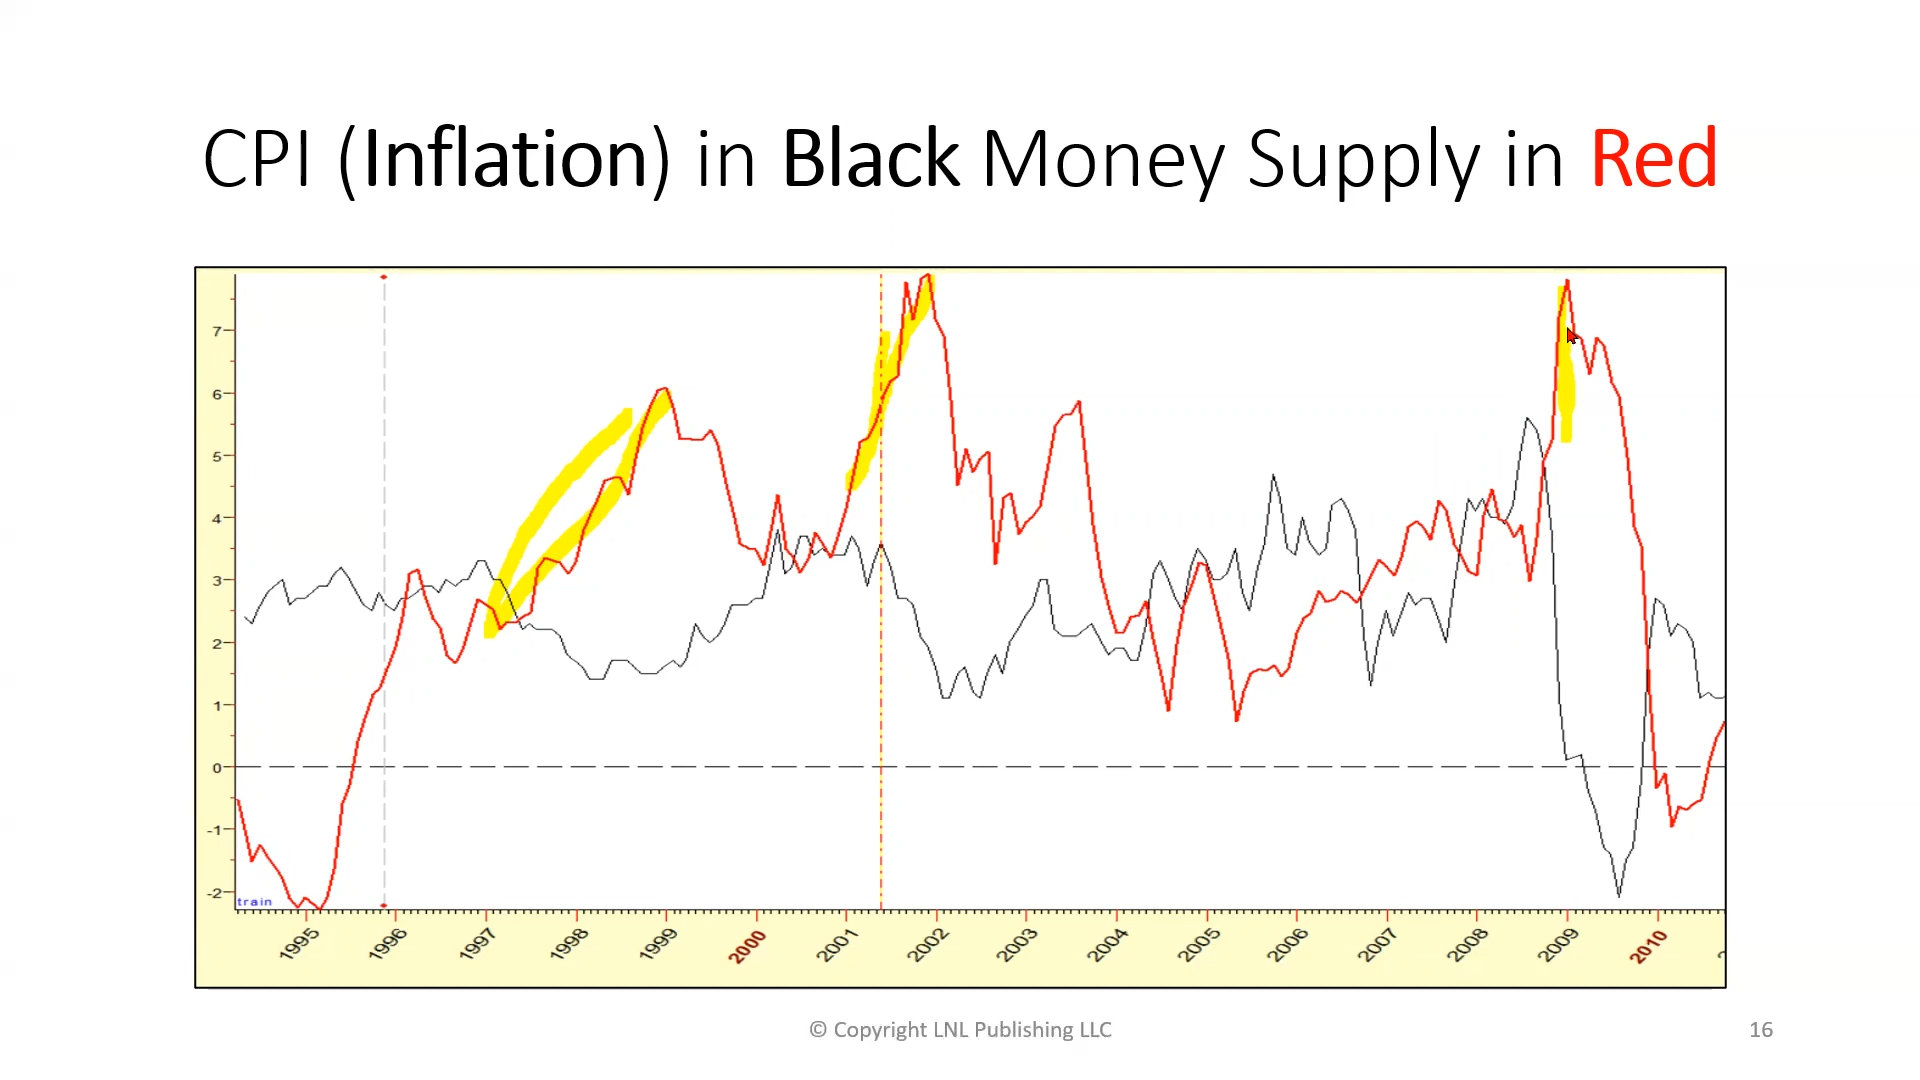 CPI (Inflation) in Black Money Supply in Red
7
6
5
4
3
2
1
0
-1
-2
train
1995 1996 1997 1998 1999 2000 2001 2002 2003 2004 2005 2006 2007 2008 2009 2010
© Copyright LNL Publishing LLC
16